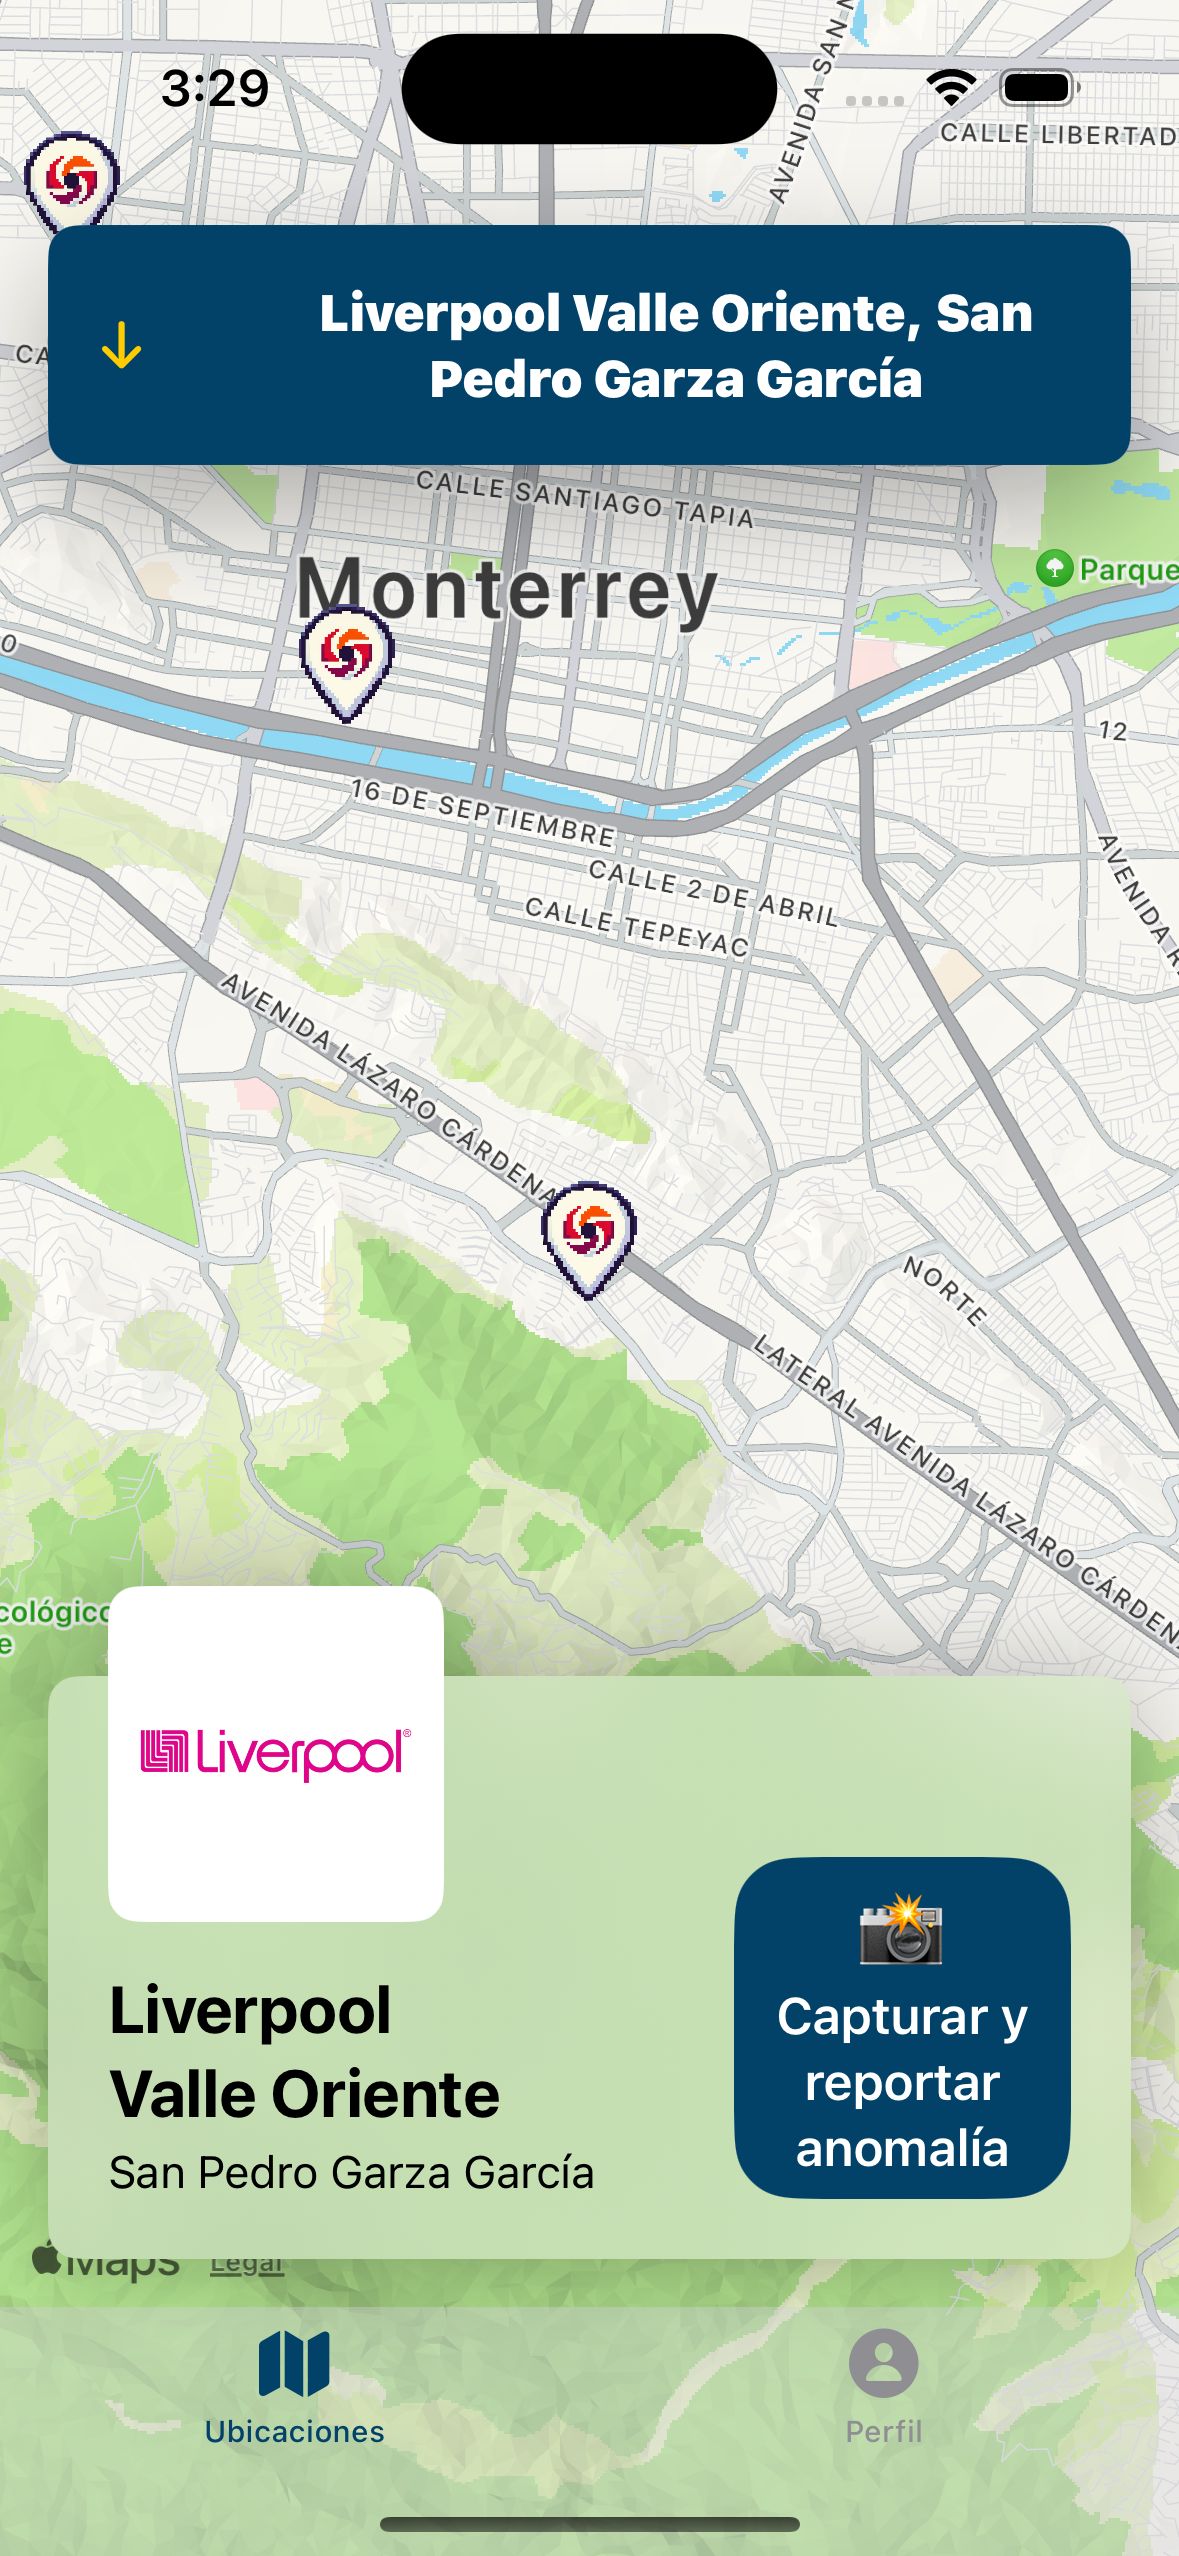 3:29
AVENIDA SAN
CALLE LIBERTAD
Liverpool Valle Oriente, San
Pedro Garza García
CALLE SANTIAGO TAPIA
Monterrey
Parque
12
16 DE SEPTIEMBRE
CALLE 2 DE ABRIL
CALLE TEPEYAC
AVENIDA
AVENIDA LÁZARO CÁRDENA
NORTE
LATERAL AVENIDA LÁZARO CÁRDEN
cológico
e
Liverpool®
Liverpool
Valle Oriente
San Pedro Garza García
📸
Capturar y
reportar
anomalía
Maps Legal
Ubicaciones
Perfil